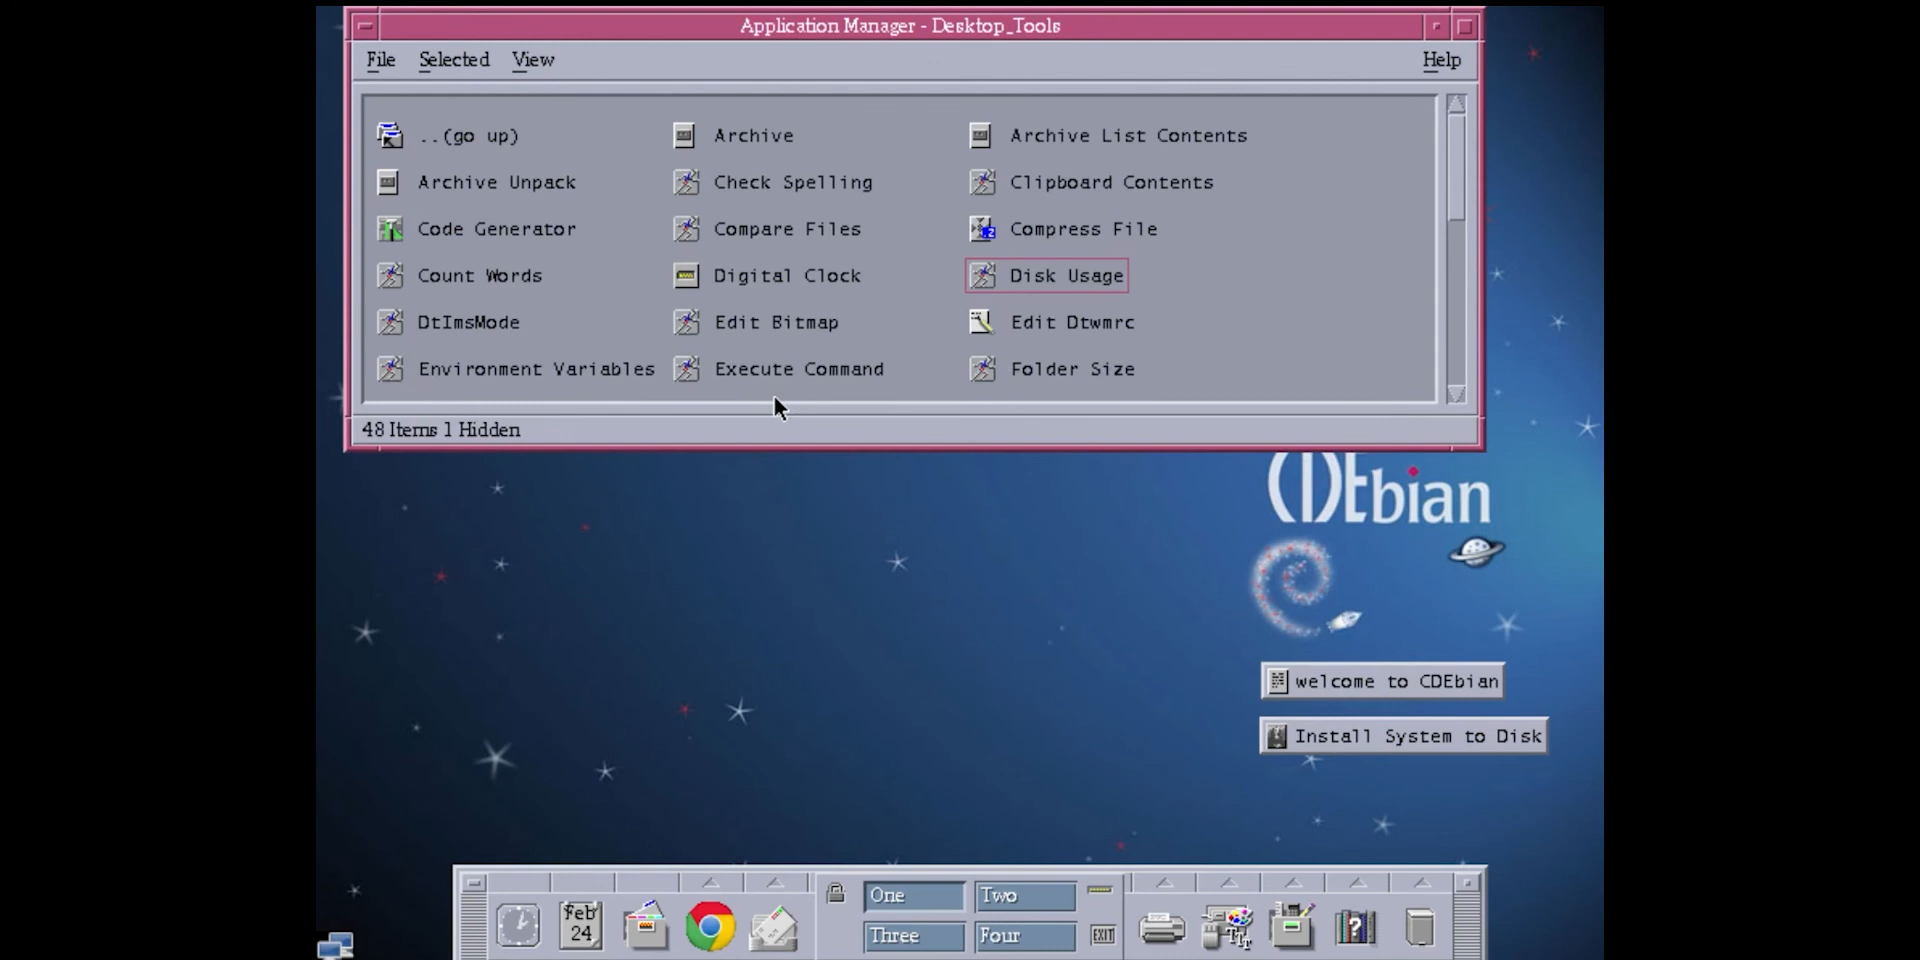 Application Manager - Desktop_Tools
File Selected View Help
..(go up) Archive Archive List Contents
Archive Unpack Check Spelling Clipboard Contents
Code Generator Compare Files Compress File
Count Words Digital Clock Disk Usage
DtImsMode Edit Bitmap Edit Dtwmrc
Environment Variables Execute Command Folder Size
48 Items 1 Hidden
CDEbian
welcome to CDEbian
Install System to Disk
One Two
Feb
24
Three Four EXIT